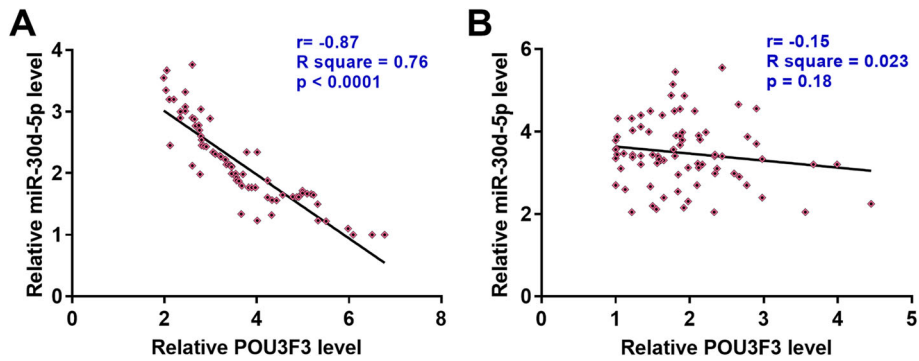 A
r= -0.87
R square = 0.76
p < 0.0001
Relative miR-30d-5p level
4
3
2
1
0
0 2 4 6 8
Relative POU3F3 level
B
r= -0.15
R square = 0.023
p = 0.18
Relative miR-30d-5p level
6
4
2
0
0 1 2 3 4 5
Relative POU3F3 level